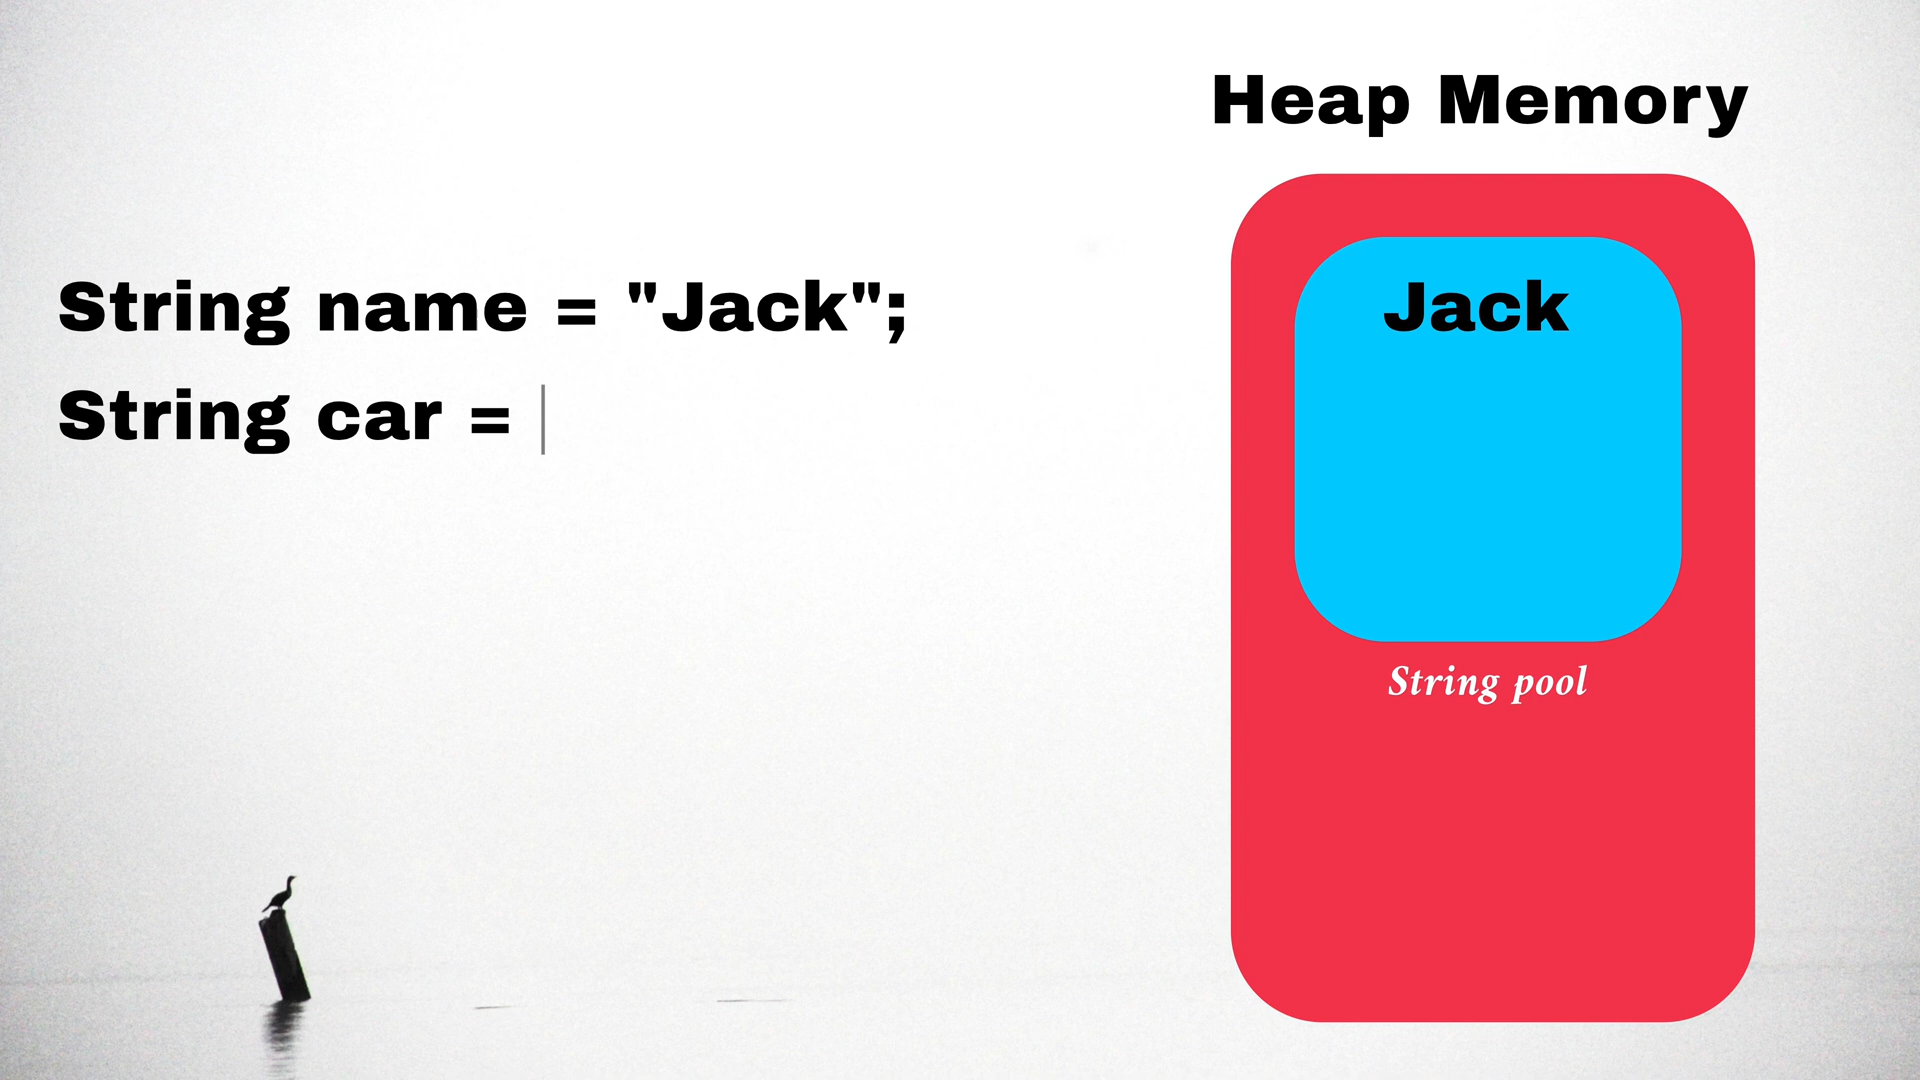 Heap Memory
String name = "Jack";
Jack
String car =
String pool